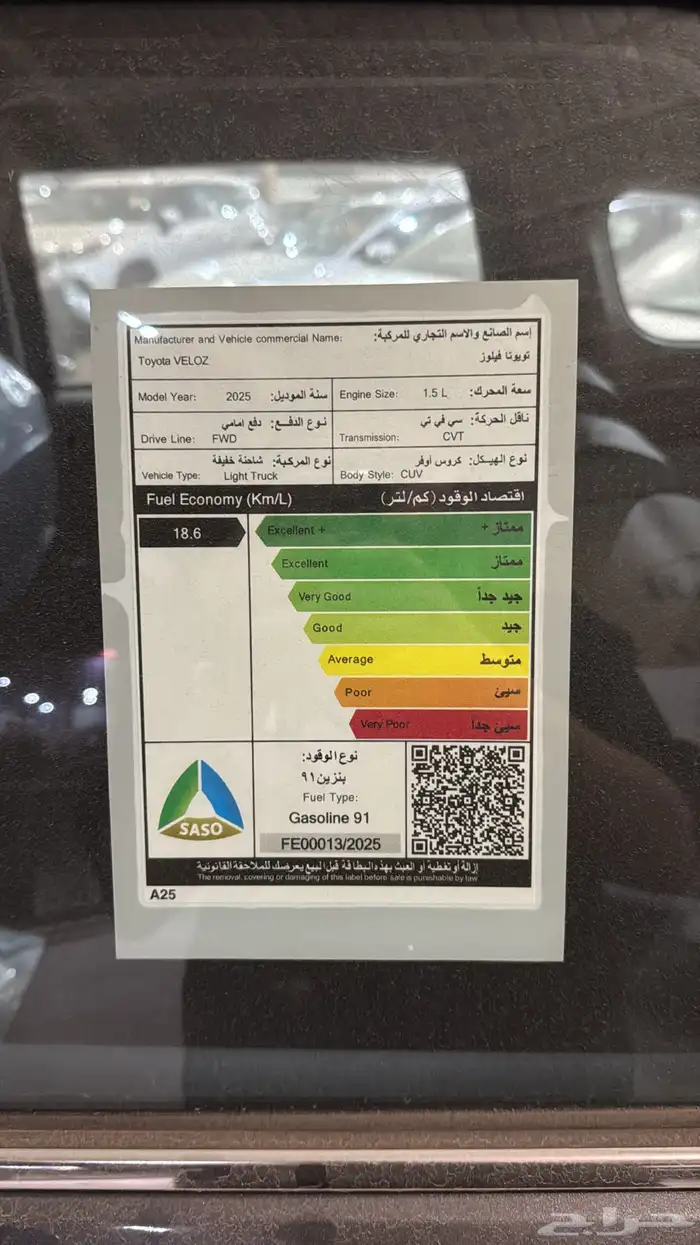 Manufacturer and Vehicle commercial Name: إسم الصانع والاسم التجاري للمركبة:
Toyota VELOZ تويوتا فيلوز
Model Year: 2025 سنة الموديل: Engine Size: 1.5 L سعة المحرك:
نوع الدفع: دفع امامي ناقل الحركة: سي في تي
Drive Line: FWD Transmission: CVT
نوع المركبة: شاحنة خفيفة نوع الهيكل: كروس أوفر
Vehicle Type: Light Truck Body Style: CUV
Fuel Economy (Km/L) اقتصاد الوقود (كم/لتر)
18.6 Excellent + ممتاز +
Excellent ممتاز
Very Good جيد جداً
Good جيد
Average متوسط
Poor سيئ
Very Poor سيئ جداً
نوع الوقود:
بنزين ٩١
Fuel Type:
Gasoline 91
SASO
FE00013/2025
إزالة أو تغطية أو العبث بهذه البطاقة قبل البيع يعرضك للملاحقة القانونية
The removal, covering or damaging of this label before sale is punishable by law
A25
حراج